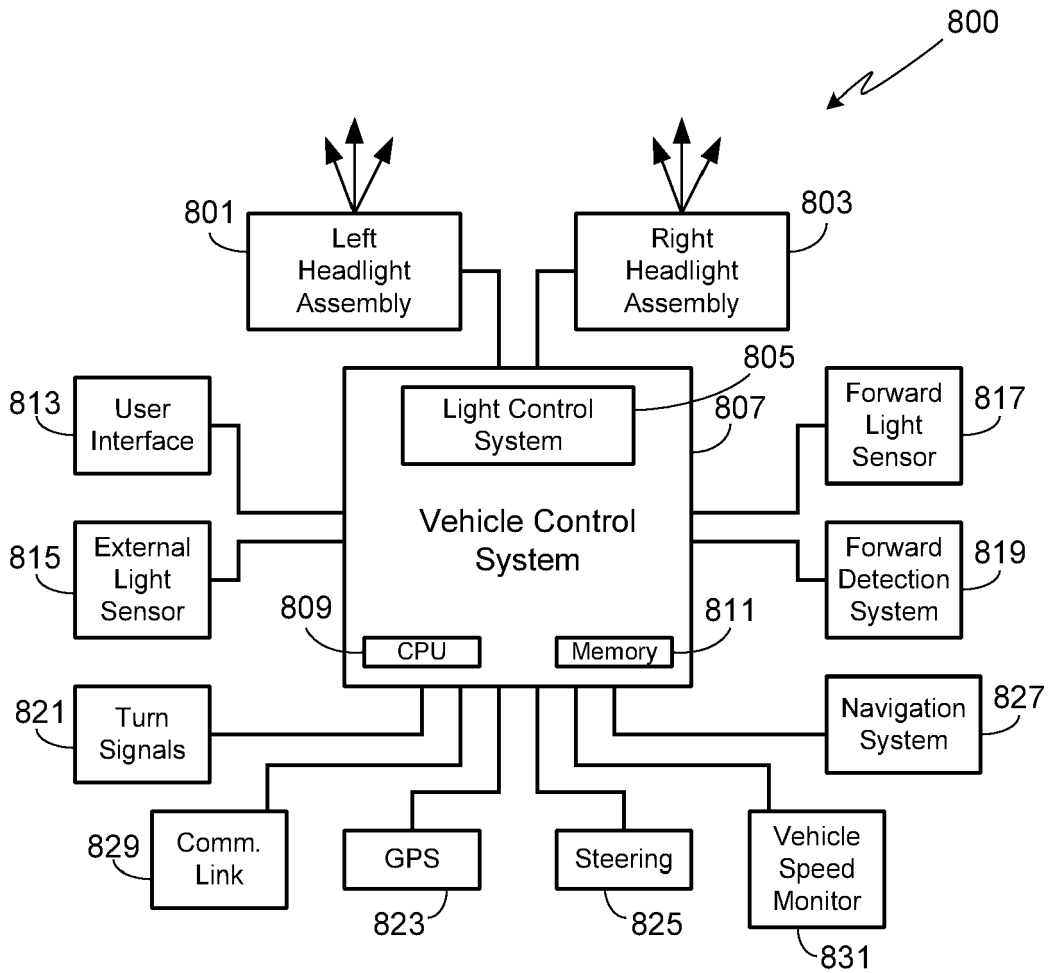 800
801
Left
Headlight
Assembly
803
Right
Headlight
Assembly
805
Light Control
System
807
813
User
Interface
Forward
Light
Sensor
817
Vehicle Control
System
815
External
Light
Sensor
Forward
Detection
System
819
809
CPU
811
Memory
821
Turn
Signals
Navigation
System
827
829
Comm.
Link
GPS
823
Steering
825
Vehicle
Speed
Monitor
831